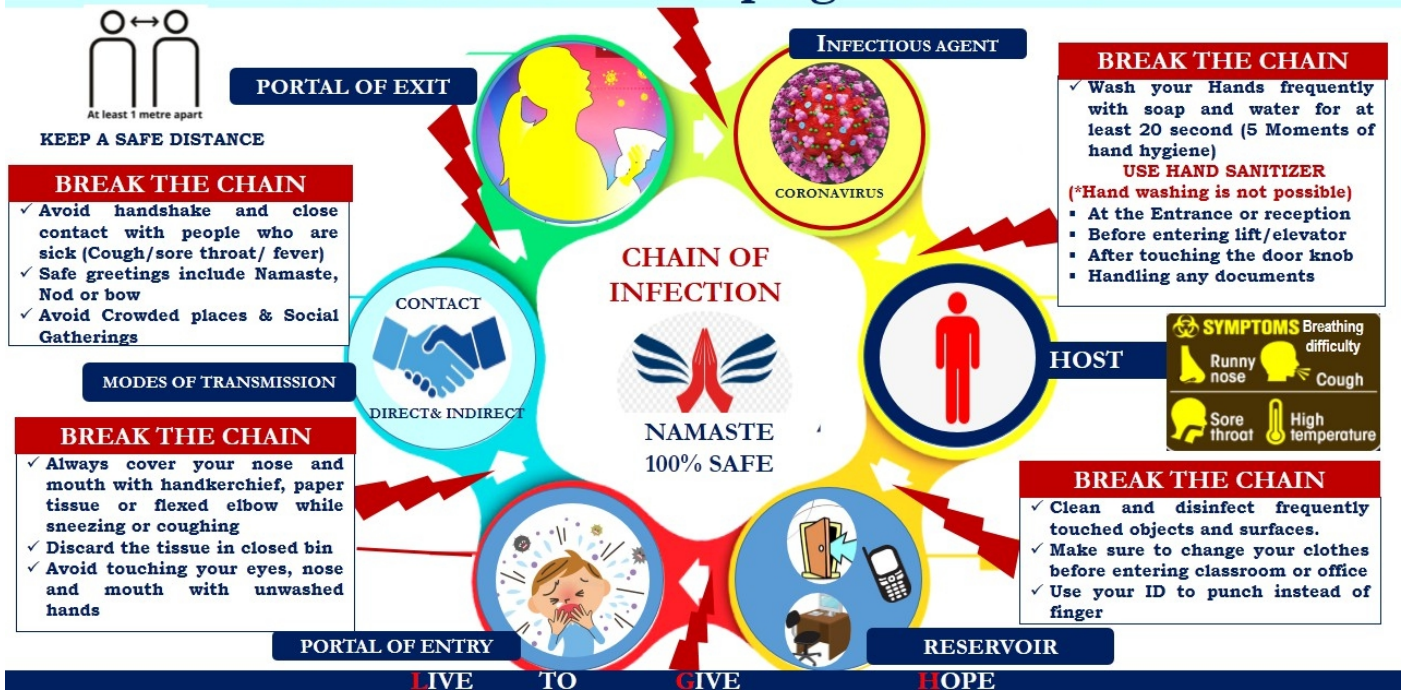 At least 1 metre apart
KEEP A SAFE DISTANCE
PORTAL OF EXIT
INFECTIOUS AGENT
CORONAVIRUS
BREAK THE CHAIN
✓ Wash your Hands frequently
with soap and water for at
least 20 second (5 Moments of
hand hygiene)
USE HAND SANITIZER
(*Hand washing is not possible)
▪ At the Entrance or reception
▪ Before entering lift/elevator
▪ After touching the door knob
▪ Handling any documents
BREAK THE CHAIN
✓ Avoid handshake and close
contact with people who are
sick (Cough/sore throat/ fever)
✓ Safe greetings include Namaste,
Nod or bow
✓ Avoid Crowded places & Social
Gatherings
CONTACT
DIRECT& INDIRECT
MODES OF TRANSMISSION
CHAIN OF
INFECTION
NAMASTE
100% SAFE
HOST
SYMPTOMS Breathing
difficulty
Runny
nose
Cough
Sore
throat
High
temperature
BREAK THE CHAIN
✓ Always cover your nose and
mouth with handkerchief, paper
tissue or flexed elbow while
sneezing or coughing
✓ Discard the tissue in closed bin
✓ Avoid touching your eyes, nose
and mouth with unwashed
hands
PORTAL OF ENTRY
BREAK THE CHAIN
✓ Clean and disinfect frequently
touched objects and surfaces.
✓ Make sure to change your clothes
before entering classroom or office
✓ Use your ID to punch instead of
finger
RESERVOIR
LIVE TO GIVE HOPE